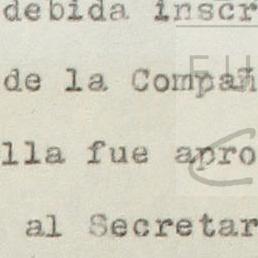 debida inscr
de la Compañ
lla fue apro
al Secretar